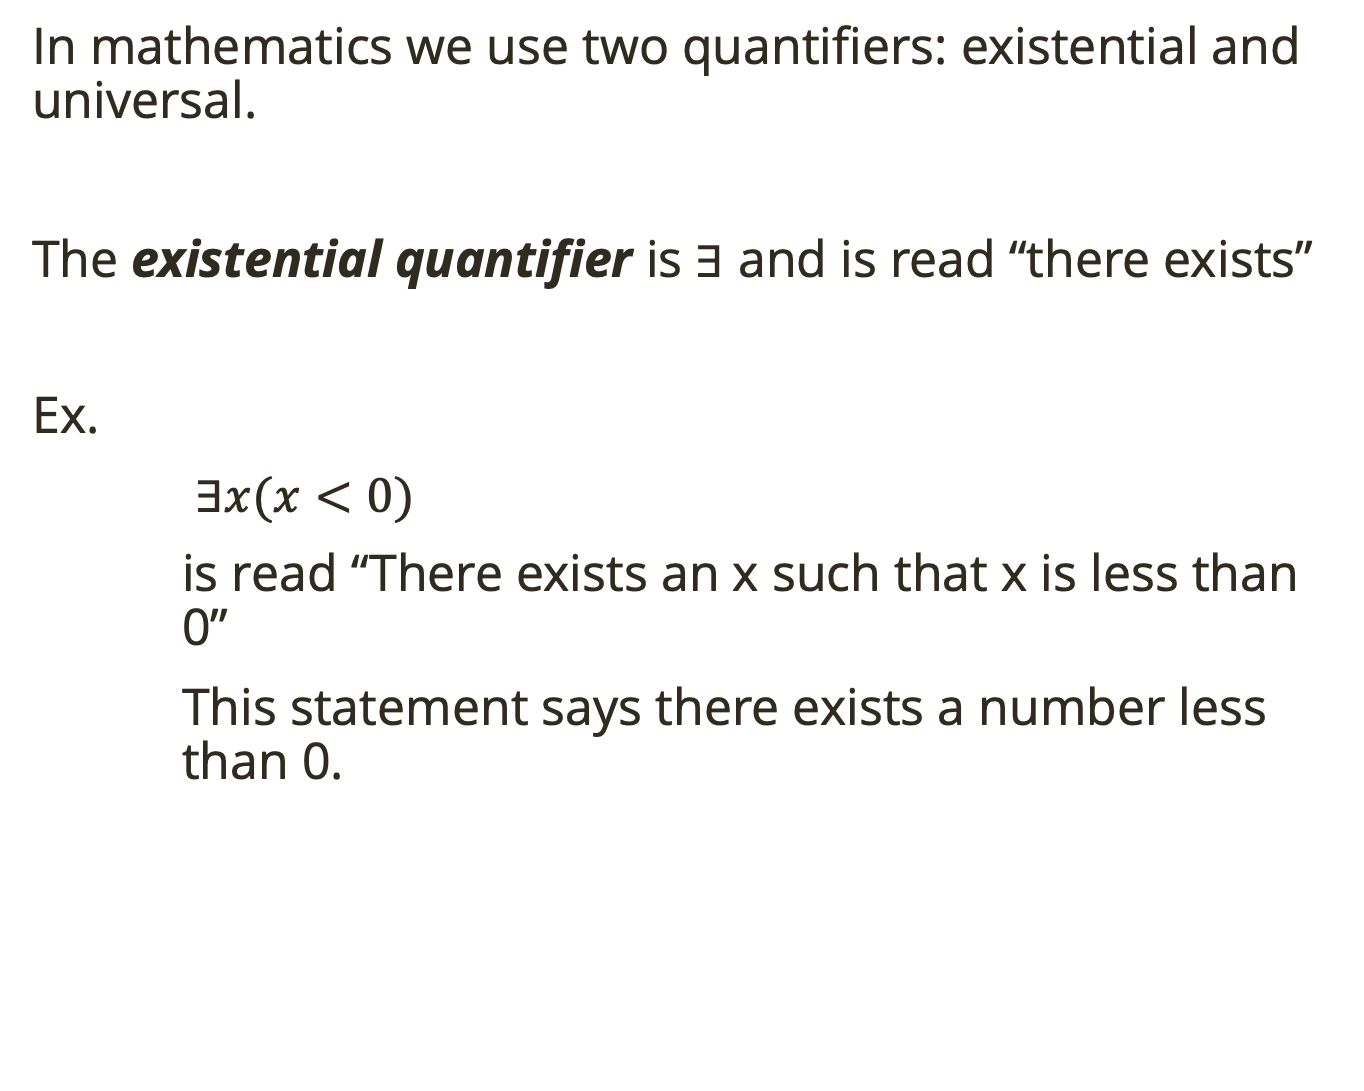 In mathematics we use two quantifiers: existential and
universal.
The existential quantifier is ∃ and is read “there exists”
Ex.
∃x(x < 0)
is read “There exists an x such that x is less than
0”
This statement says there exists a number less
than 0.